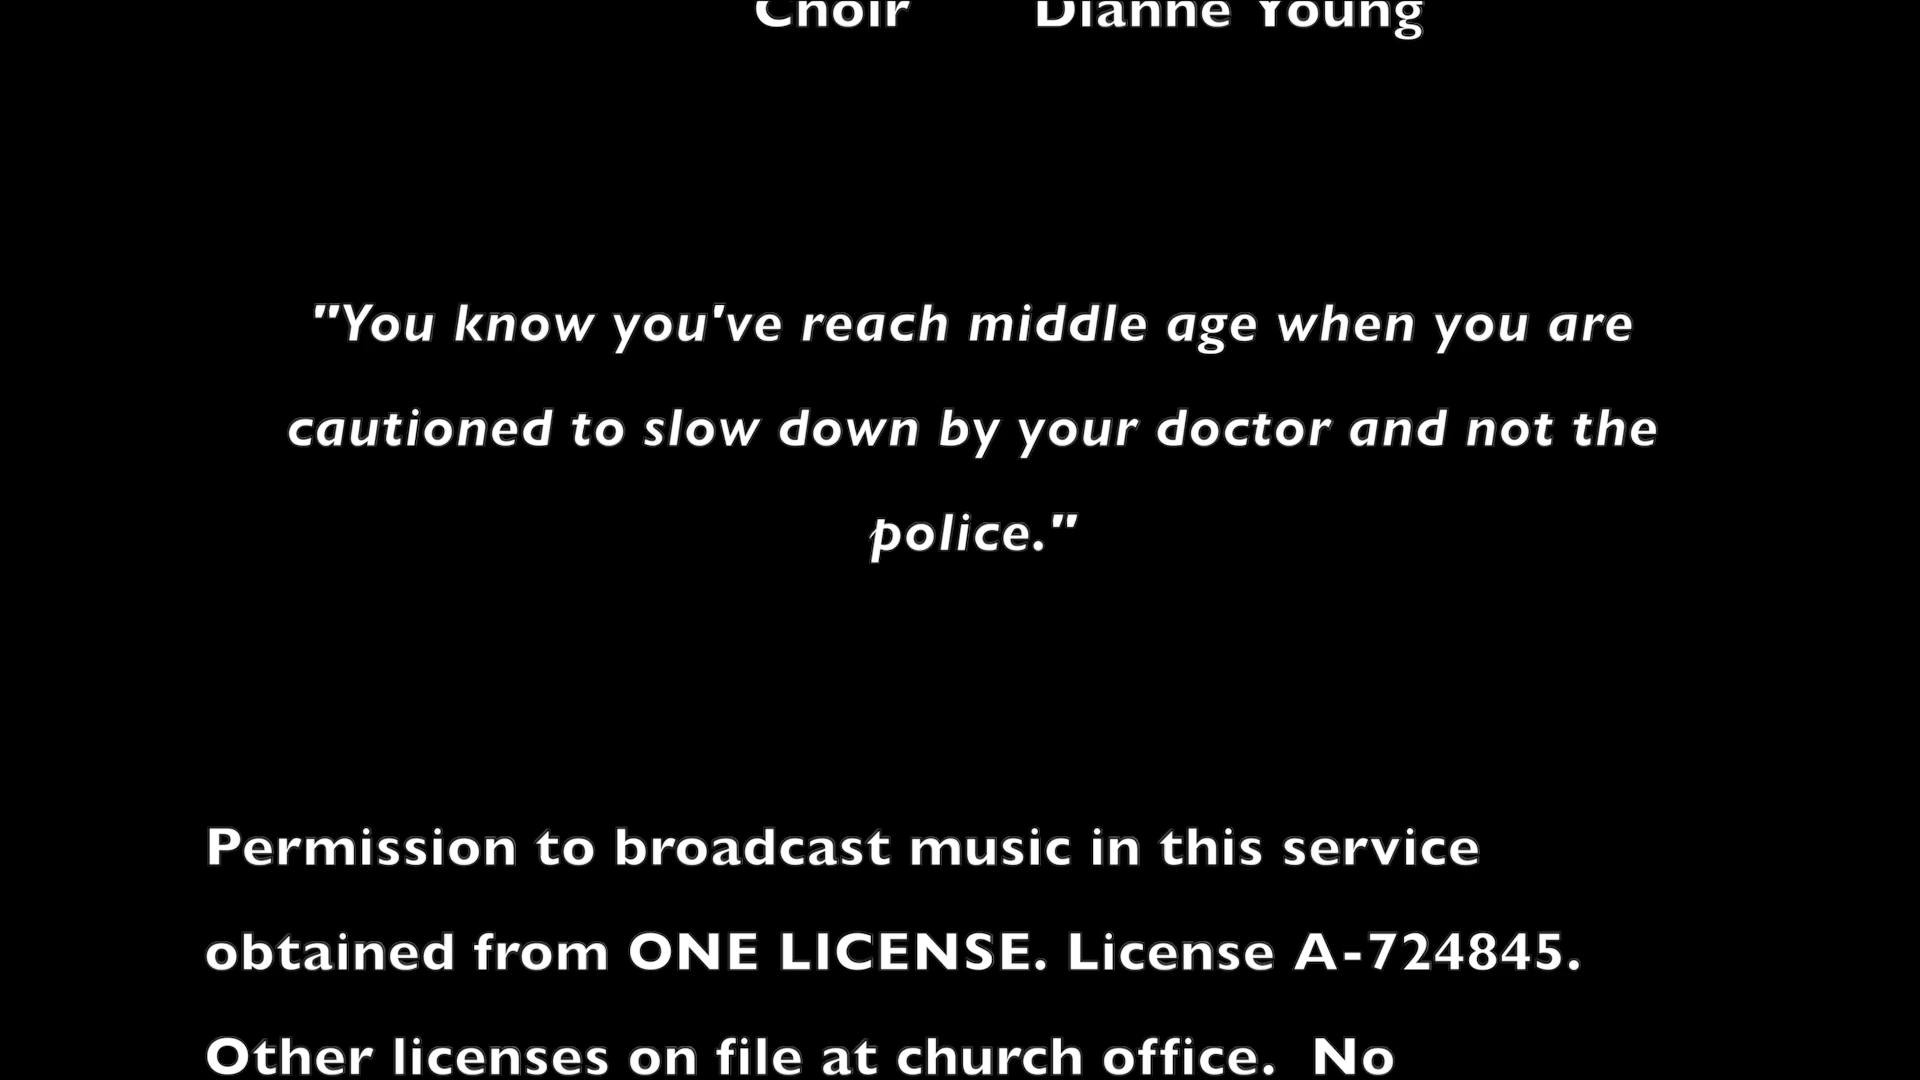 Choir Dianne Young
"You know you've reach middle age when you are
cautioned to slow down by your doctor and not the
police."
Permission to broadcast music in this service
obtained from ONE LICENSE. License A-724845.
Other licenses on file at church office. No